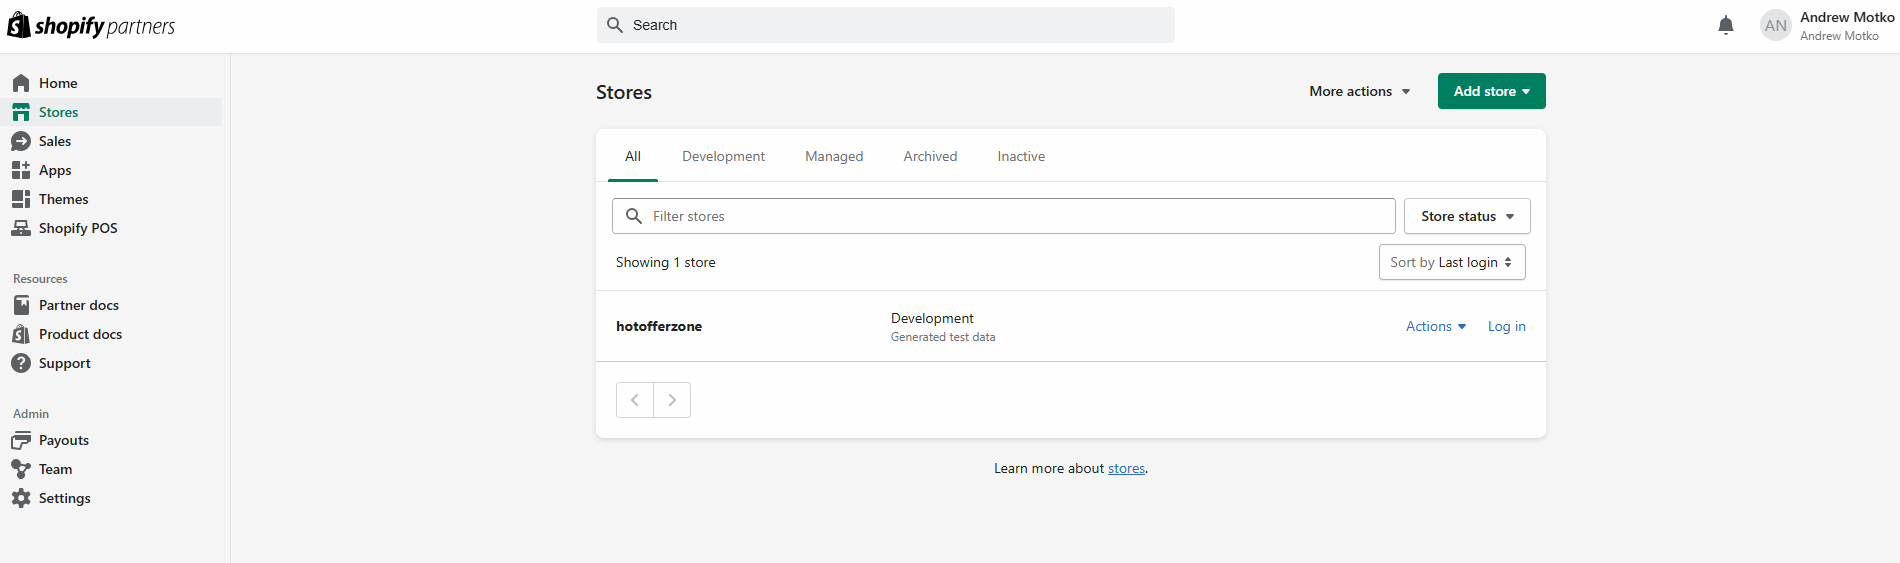 shopify partners
Search
AN
Andrew Motko
Andrew Motko
Home
Stores
Sales
Apps
Themes
Shopify POS
Resources
Partner docs
Product docs
Support
Admin
Payouts
Team
Settings
Stores
More actions
Add store
All Development Managed Archived Inactive
Filter stores
Store status
Showing 1 store
Sort by Last login
hotofferzone
Development
Generated test data
Actions
Log in
Learn more about stores.